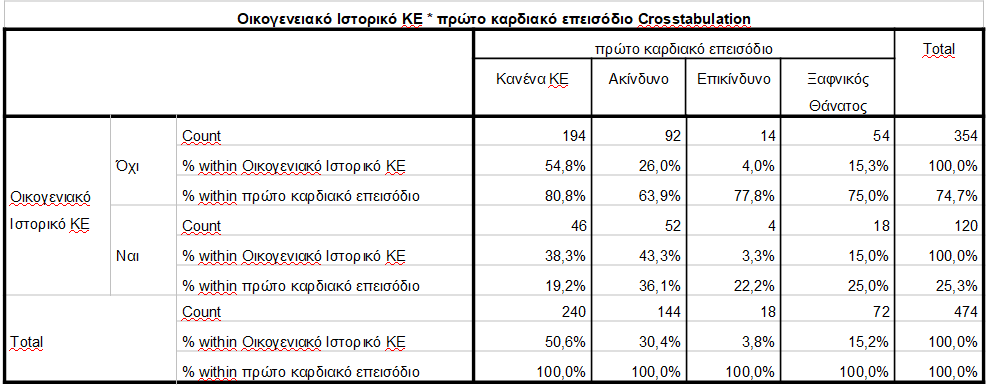 Οικογενειακό Ιστορικό ΚΕ * πρώτο καρδιακό επεισόδιο Crosstabulation
πρώτο καρδιακό επεισόδιο Total
Κανένα ΚΕ Ακίνδυνο Επικίνδυνο Ξαφνικός
Θάνατος
Count 194 92 14 54 354
Όχι % within Οικογενιακό Ιστορικό ΚΕ 54,8% 26,0% 4,0% 15,3% 100,0%
% within πρώτο καρδιακό επεισόδιο 80,8% 63,9% 77,8% 75,0% 74,7%
Οικογενιακό
Ιστορικό ΚΕ
Count 46 52 4 18 120
Ναι % within Οικογενιακό Ιστορικό ΚΕ 38,3% 43,3% 3,3% 15,0% 100,0%
% within πρώτο καρδιακό επεισόδιο 19,2% 36,1% 22,2% 25,0% 25,3%
Count 240 144 18 72 474
Total % within Οικογενιακό Ιστορικό ΚΕ 50,6% 30,4% 3,8% 15,2% 100,0%
% within πρώτο καρδιακό επεισόδιο 100,0% 100,0% 100,0% 100,0% 100,0%